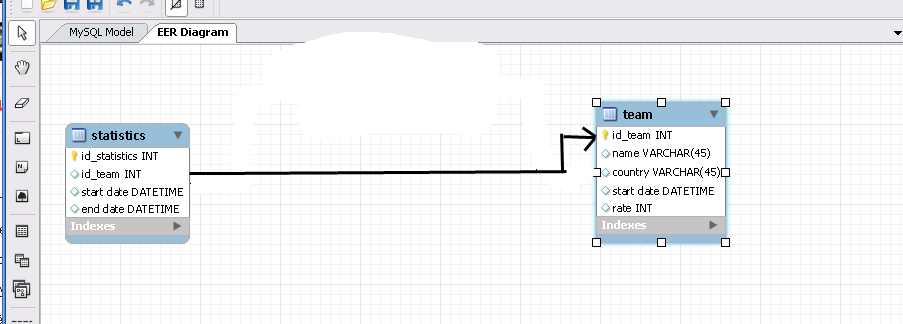 MySQL Model
EER Diagram
statistics
id_statistics INT
id_team INT
start date DATETIME
end date DATETIME
Indexes
team
id_team INT
name VARCHAR(45)
country VARCHAR(45)
start date DATETIME
rate INT
Indexes